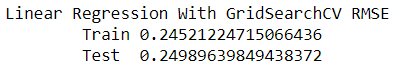 Linear Regression With GridSearchCV RMSE
Train 0.24521224715066436
Test 0.24989639849438372